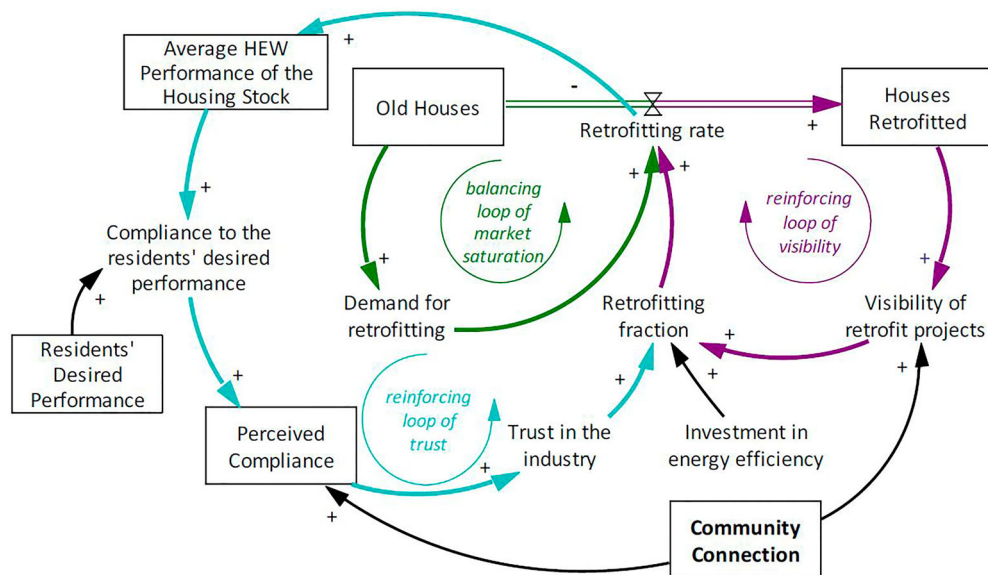 +
Average HEW
Performance of the
Housing Stock
Old Houses
-
Retrofitting rate
+
Houses
Retrofitted
+
+
+
balancing
loop of
market
saturation
reinforcing
loop of
visibility
Compliance to the
residents' desired
performance
+
+
+
Demand for
retrofitting
Retrofitting
fraction
Visibility of
retrofit projects
Residents'
Desired
Performance
+
+
+
+
+
reinforcing
loop of
trust
Perceived
Compliance
+
Trust in the
industry
Investment in
energy efficiency
+
Community
Connection